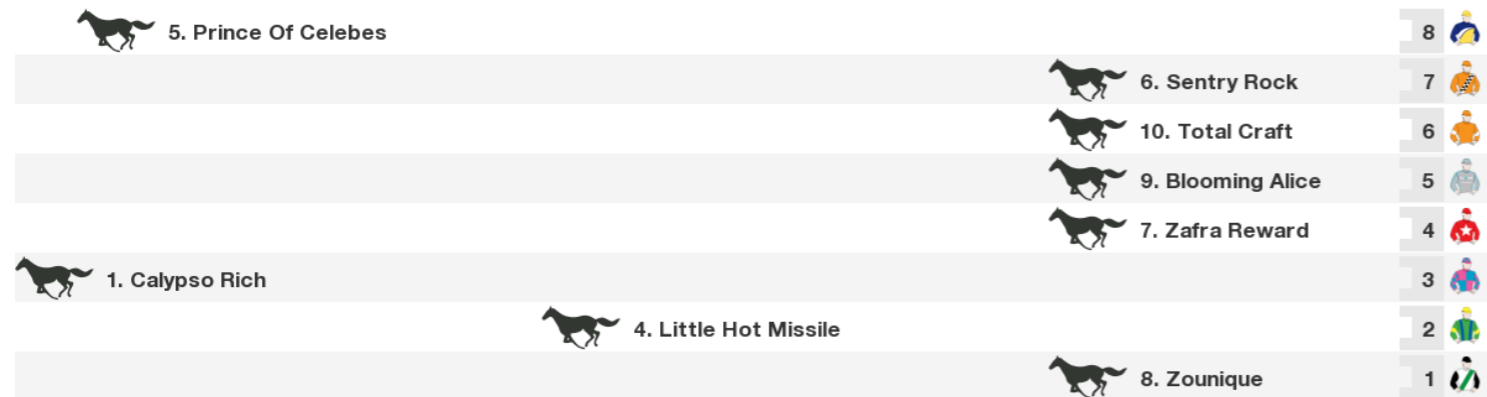 5. Prince Of Celebes 8
6. Sentry Rock 7
10. Total Craft 6
9. Blooming Alice 5
7. Zafra Reward 4
1. Calypso Rich 3
4. Little Hot Missile 2
8. Zounique 1